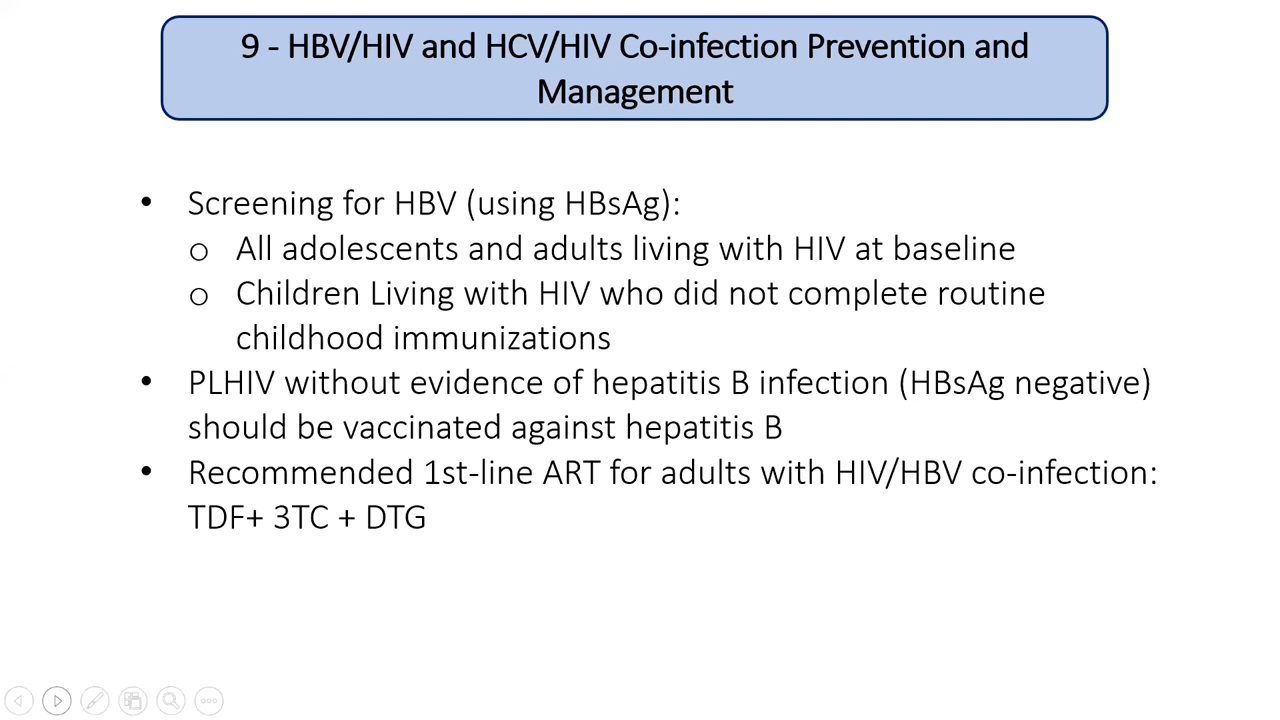 9 - HBV/HIV and HCV/HIV Co-infection Prevention and
Management
• Screening for HBV (using HBsAg):
o All adolescents and adults living with HIV at baseline
o Children Living with HIV who did not complete routine
childhood immunizations
• PLHIV without evidence of hepatitis B infection (HBsAg negative)
should be vaccinated against hepatitis B
• Recommended 1st-line ART for adults with HIV/HBV co-infection:
TDF+ 3TC + DTG